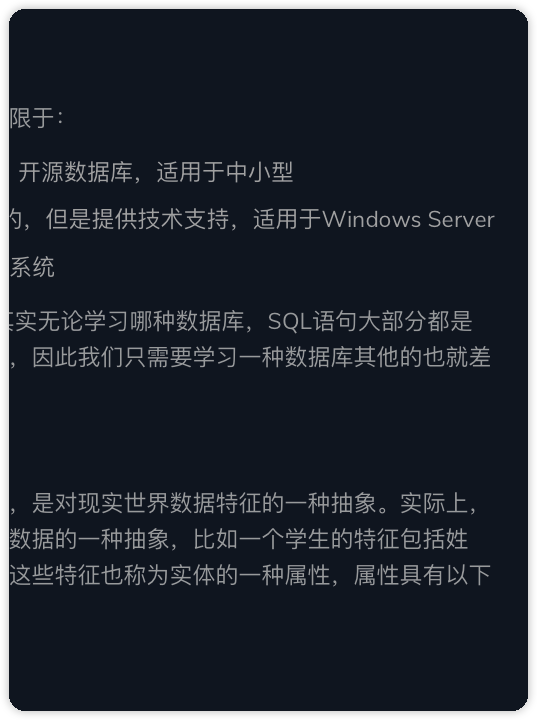 限于：
开源数据库，适用于中小型
的，但是提供技术支持，适用于Windows Server
系统
实无论学习哪种数据库，SQL语句大部分都是
，因此我们只需要学习一种数据库其他的也就差
，是对现实世界数据特征的一种抽象。实际上，
数据的一种抽象，比如一个学生的特征包括姓
这些特征也称为实体的一种属性，属性具有以下